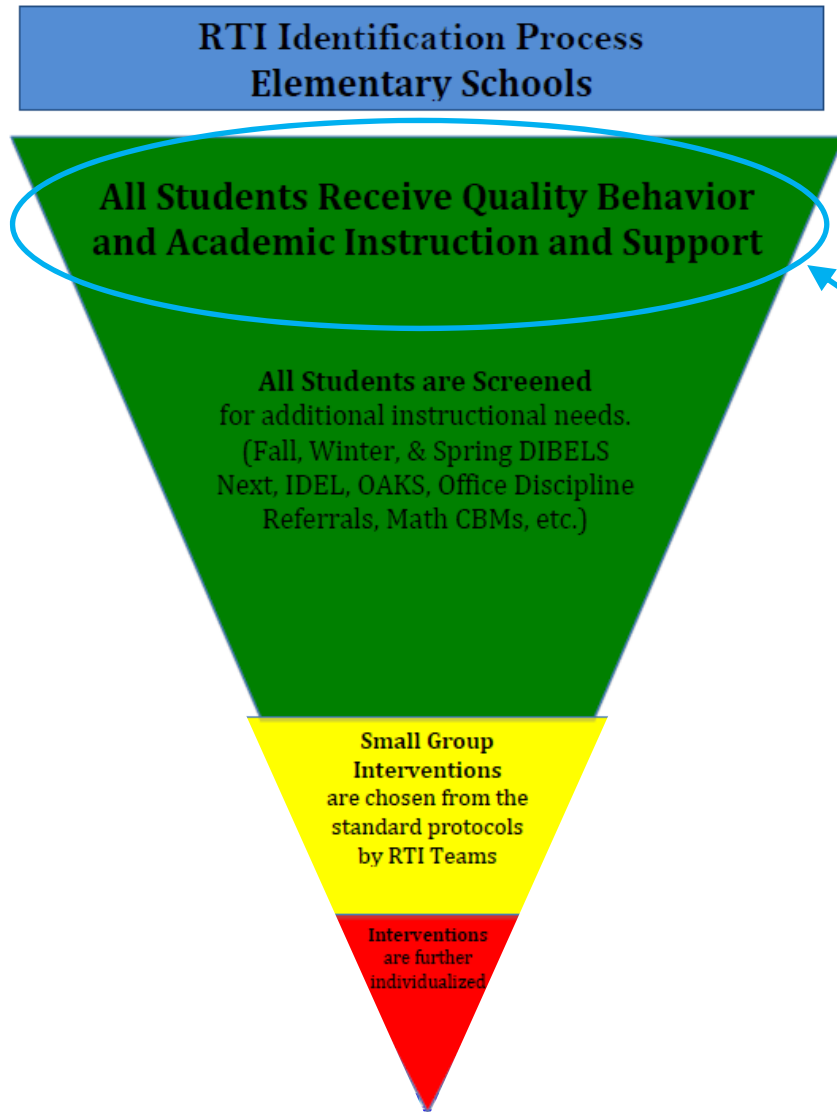 RTI Identification Process
Elementary Schools
All Students Receive Quality Behavior
and Academic Instruction and Support
All Students are Screened
for additional instructional needs.
(Fall, Winter, & Spring DIBELS
Next, IDEL, OAKS, Office Discipline
Referrals, Math CBMs, etc.)
Small Group
Interventions
are chosen from the
standard protocols
by RTI Teams
Interventions
are further
individualized